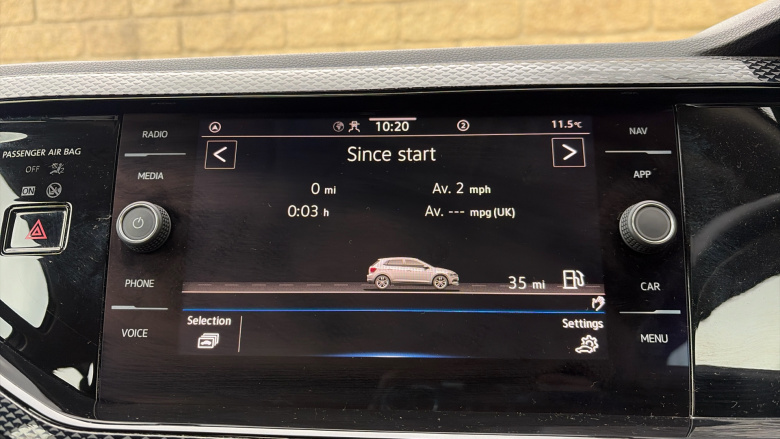 RADIO
MEDIA
PHONE
VOICE
PASSENGER AIR BAG
OFF
ON
10:20
2
11.5°C
< Since start >
0 mi Av. 2 mph
0:03 h Av. --- mpg (UK)
35 mi
Selection
Settings
NAV
APP
CAR
MENU